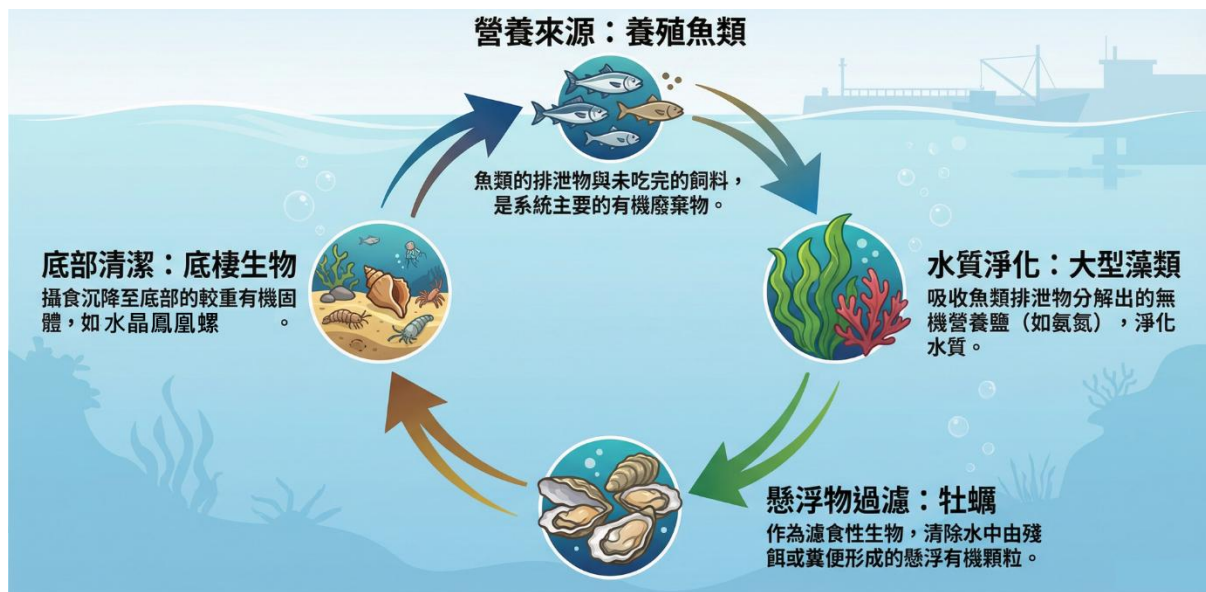 營養來源：養殖魚類
魚類的排泄物與未吃完的飼料，
是系統主要的有機廢棄物。
水質淨化：大型藻類
吸收魚類排泄物分解出的無
機營養鹽（如氨氮），淨化
水質。
懸浮物過濾：牡蠣
作為濾食性生物，清除水中由殘
餌或糞便形成的懸浮有機顆粒。
底部清潔：底棲生物
攝食沉降至底部的較重有機固
體，如水晶鳳凰螺。